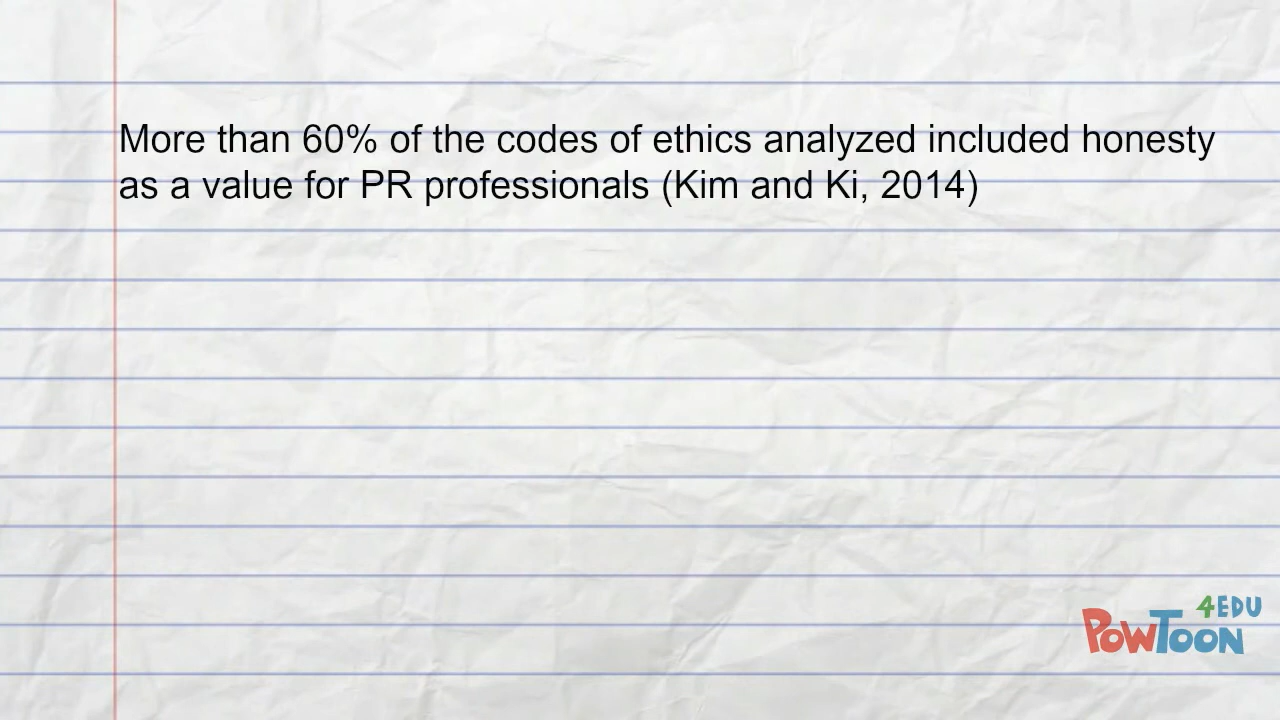 More than 60% of the codes of ethics analyzed included honesty
as a value for PR professionals (Kim and Ki, 2014)
4EDU
POWTOON